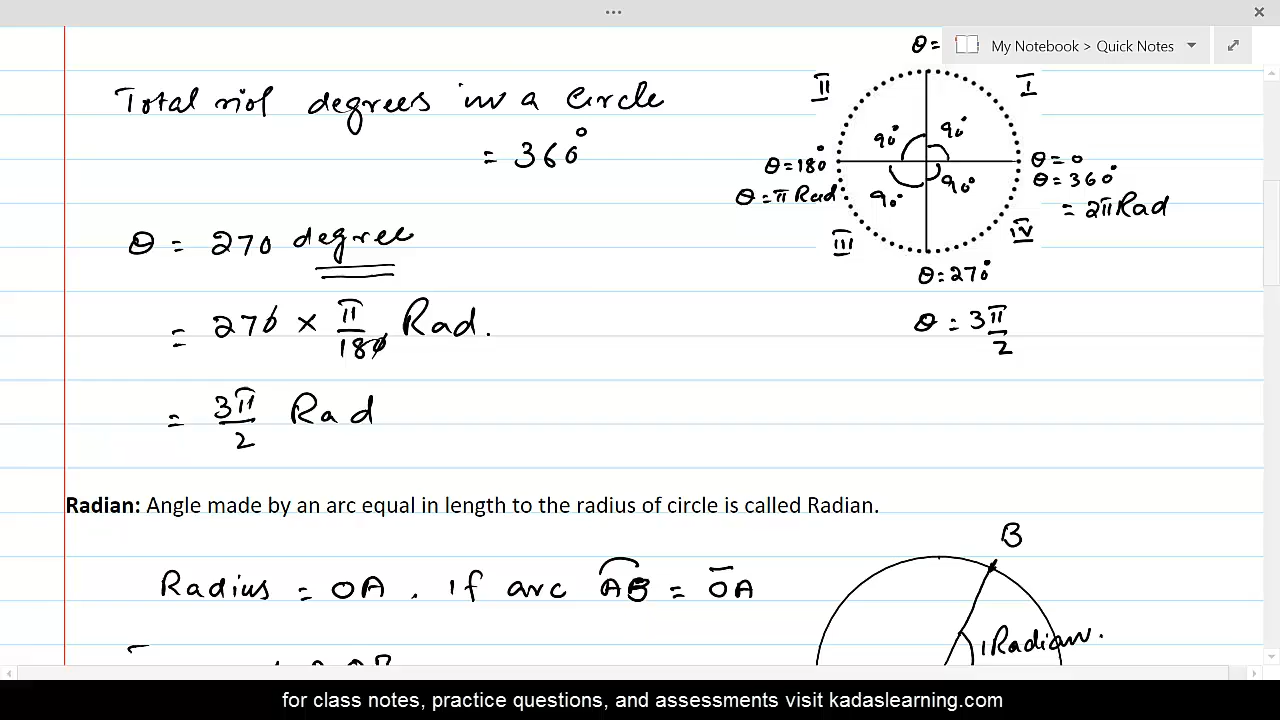 My Notebook > Quick Notes
Total n͟o͟ of degrees in a Circle
= 360°
θ =
II
I
90°
90°
θ = 180°
θ = π Rad
θ = 0
θ = 360°
= 2π Rad
90°
90°
III
IV
θ = 270°
θ = 3π/2
θ = 270 degree
= 270 × π/180 Rad.
= 3π/2 Rad
Radian: Angle made by an arc equal in length to the radius of circle is called Radian.
B
Radius = OA . If arc AB = OA
1 Radian.
for class notes, practice questions, and assessments visit kadaslearning.com